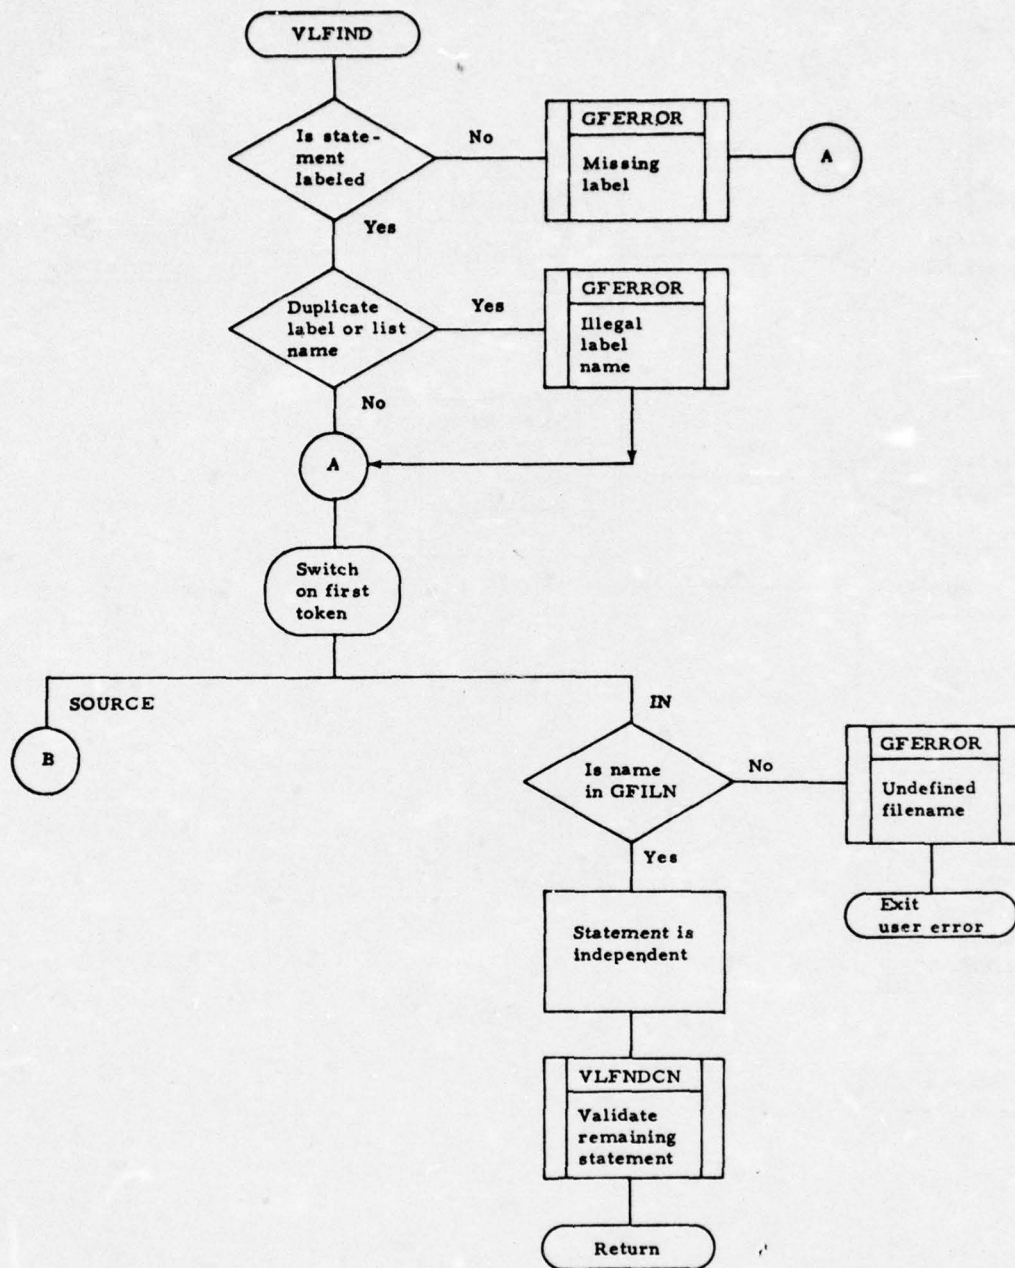 VLFIND
Is state-
ment
labeled
No
GFERROR
Missing
label
A
Yes
Duplicate
label or list
name
Yes
GFERROR
Illegal
label
name
No
A
Switch
on first
token
SOURCE
IN
B
Is name
in GFILN
No
GFERROR
Undefined
filename
Yes
Exit
user error
Statement is
independent
VLFNDCN
Validate
remaining
statement
Return